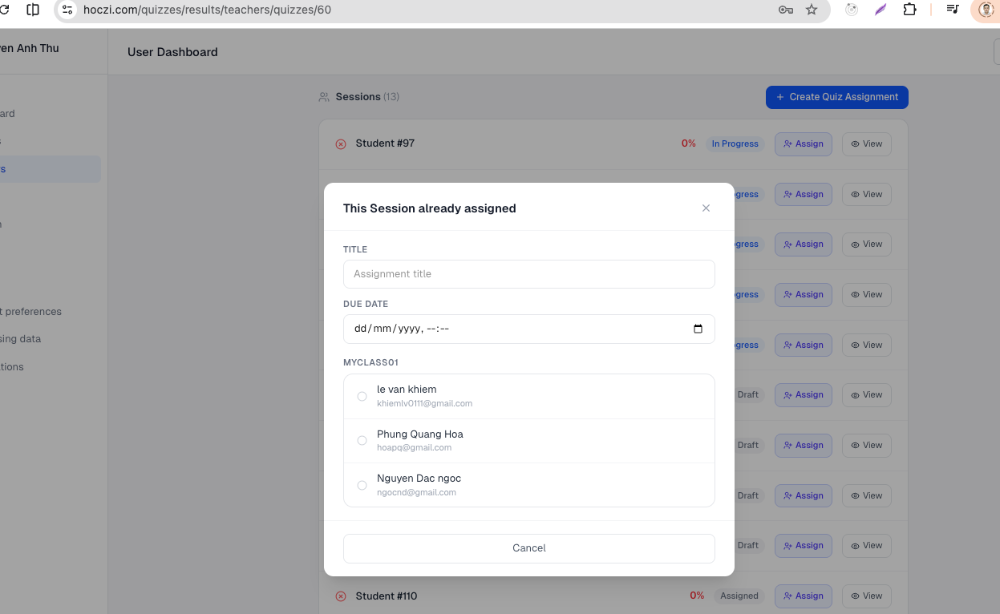 hoczi.com/quizzes/results/teachers/quizzes/60
en Anh Thu
User Dashboard
Sessions (13)
+ Create Quiz Assignment
ard
s
rs
n
t preferences
sing data
tions
Student #97
0%
In Progress
Assign
View
ogress
Assign
View
ogress
Assign
View
ogress
Assign
View
ogress
Assign
View
Draft
Assign
View
Draft
Assign
View
Draft
Assign
View
Draft
Assign
View
Student #110
0%
Assigned
Assign
View
This Session already assigned
TITLE
Assignment title
DUE DATE
dd/mm/yyyy, --:--
MYCLASS01
le van khiem
khiemlv0111@gmail.com
Phung Quang Hoa
hoapq@gmail.com
Nguyen Dac ngoc
ngocnd@gmail.com
Cancel